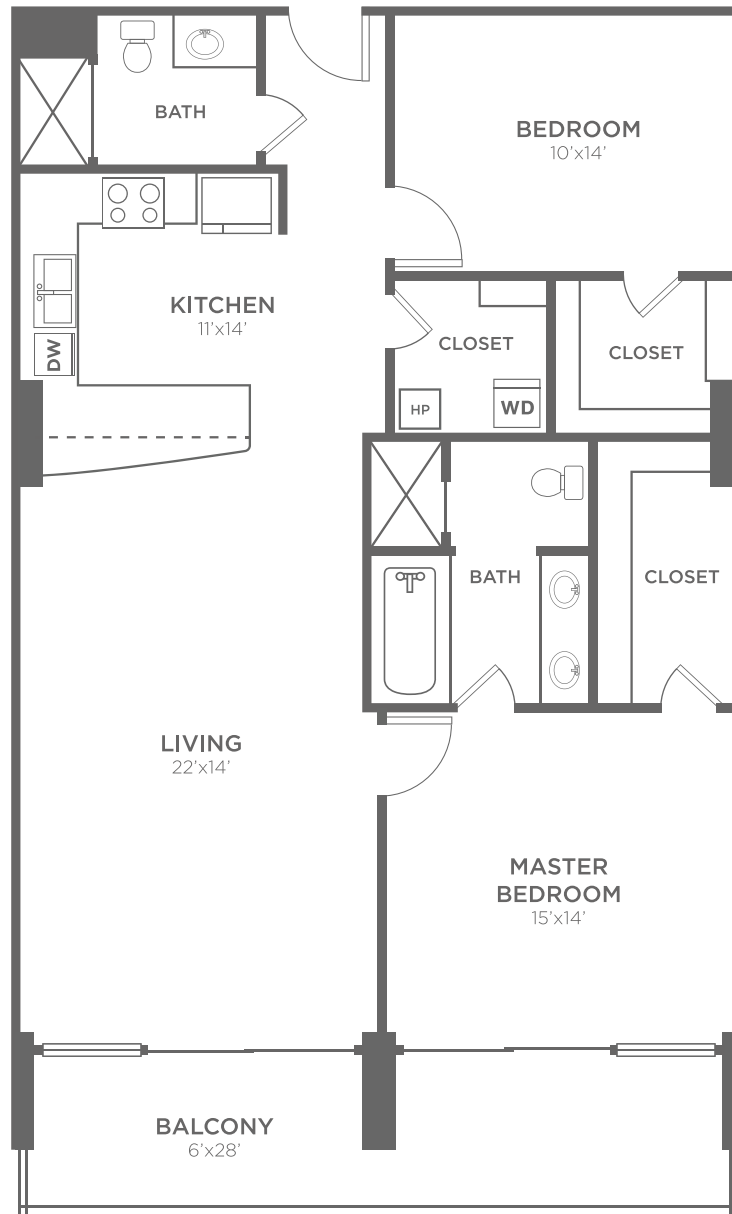 BATH
BEDROOM
10’x14’
KITCHEN
11’x14’
DW
CLOSET
HP
WD
CLOSET
BATH
CLOSET
LIVING
22’x14’
MASTER
BEDROOM
15’x14’
BALCONY
6’x28’